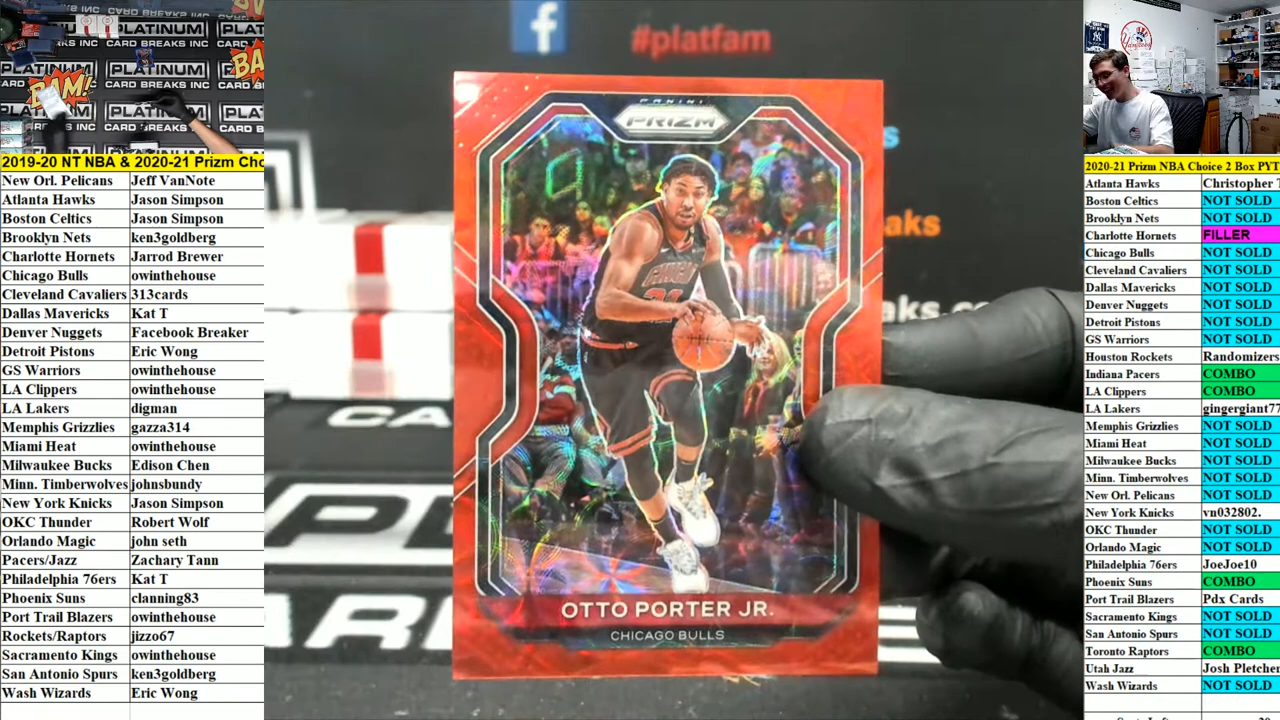 PLATINUM
CARD BREAKS INC
BAM!
#platfam
2019-20 NT NBA & 2020-21 Prizm Cho
New Orl. Pelicans Jeff VanNote
Atlanta Hawks Jason Simpson
Boston Celtics Jason Simpson
Brooklyn Nets ken3goldberg
Charlotte Hornets Jarrod Brewer
Chicago Bulls owinthehouse
Cleveland Cavaliers 313cards
Dallas Mavericks Kat T
Denver Nuggets Facebook Breaker
Detroit Pistons Eric Wong
GS Warriors owinthehouse
LA Clippers owinthehouse
LA Lakers digman
Memphis Grizzlies gazza314
Miami Heat owinthehouse
Milwaukee Bucks Edison Chen
Minn. Timberwolves johnsbundy
New York Knicks Jason Simpson
OKC Thunder Robert Wolf
Orlando Magic john seth
Pacers/Jazz Zachary Tann
Philadelphia 76ers Kat T
Phoenix Suns clanning83
Port Trail Blazers owinthehouse
Rockets/Raptors jizzo67
Sacramento Kings owinthehouse
San Antonio Spurs ken3goldberg
Wash Wizards Eric Wong
PANINI
PRIZM
CHICAGO
OTTO PORTER JR.
CHICAGO BULLS
Yankees
2020-21 Prizm NBA Choice 2 Box PYT
Atlanta Hawks Christopher T
Boston Celtics NOT SOLD
Brooklyn Nets NOT SOLD
Charlotte Hornets FILLER
Chicago Bulls NOT SOLD
Cleveland Cavaliers NOT SOLD
Dallas Mavericks NOT SOLD
Denver Nuggets NOT SOLD
Detroit Pistons NOT SOLD
GS Warriors NOT SOLD
Houston Rockets Randomizers
Indiana Pacers COMBO
LA Clippers COMBO
LA Lakers gingergiant77
Memphis Grizzlies NOT SOLD
Miami Heat NOT SOLD
Milwaukee Bucks NOT SOLD
Minn. Timberwolves NOT SOLD
New Orl. Pelicans NOT SOLD
New York Knicks vn032802.
OKC Thunder NOT SOLD
Orlando Magic NOT SOLD
Philadelphia 76ers JoeJoe10
Phoenix Suns COMBO
Port Trail Blazers Pdx Cards
Sacramento Kings NOT SOLD
San Antonio Spurs NOT SOLD
Toronto Raptors COMBO
Utah Jazz Josh Pletcher
Wash Wizards NOT SOLD